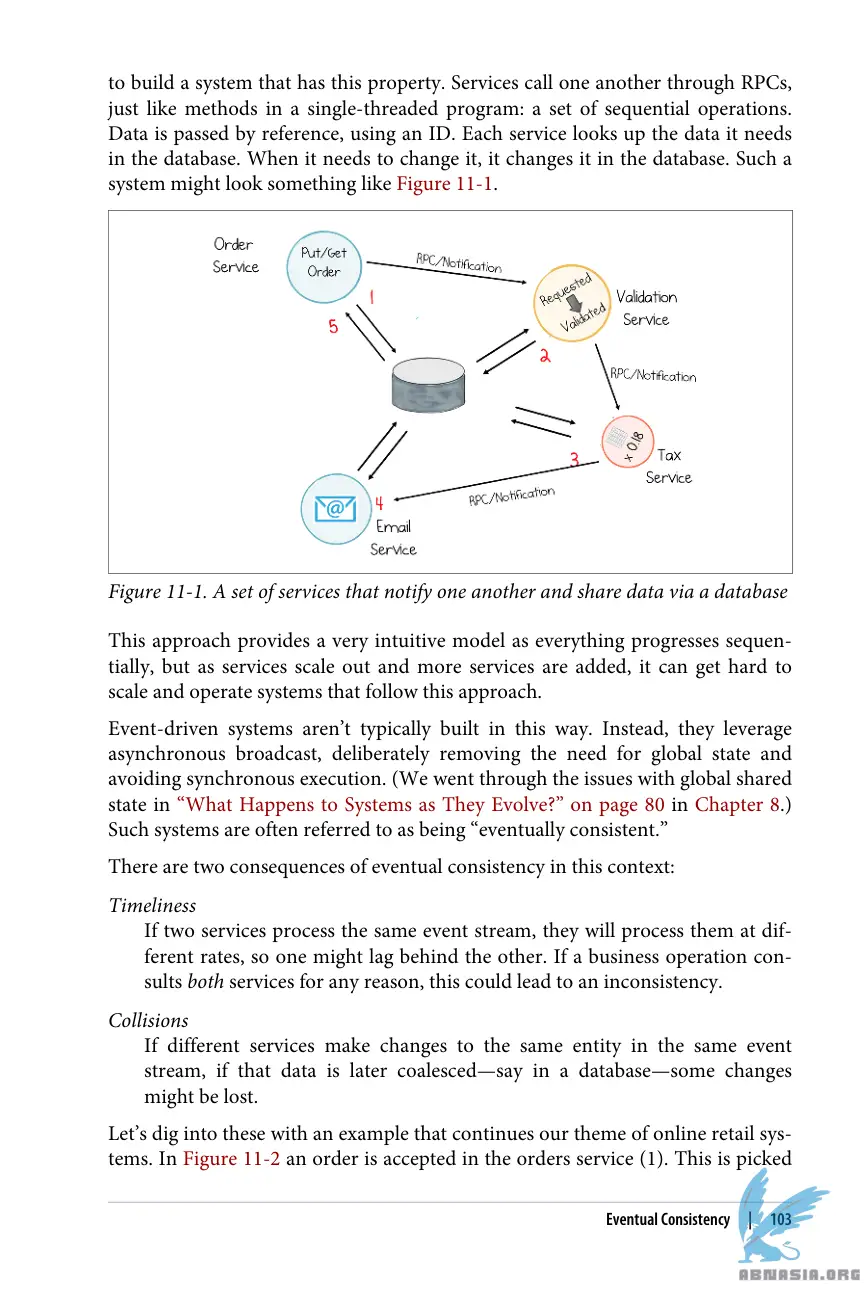 to build a system that has this property. Services call one another through RPCs,
just like methods in a single-threaded program: a set of sequential operations.
Data is passed by reference, using an ID. Each service looks up the data it needs
in the database. When it needs to change it, it changes it in the database. Such a
system might look something like Figure 11-1.
Order
Service
Put/Get
Order
RPC/Notification
Requested
Validated
Validation
Service
1
5
2
RPC/Notification
x 0.18
3
Tax
Service
RPC/Notification
@
4
Email
Service
Figure 11-1. A set of services that notify one another and share data via a database
This approach provides a very intuitive model as everything progresses sequen-
tially, but as services scale out and more services are added, it can get hard to
scale and operate systems that follow this approach.
Event-driven systems aren’t typically built in this way. Instead, they leverage
asynchronous broadcast, deliberately removing the need for global state and
avoiding synchronous execution. (We went through the issues with global shared
state in “What Happens to Systems as They Evolve?” on page 80 in Chapter 8.)
Such systems are often referred to as being “eventually consistent.”
There are two consequences of eventual consistency in this context:
Timeliness
If two services process the same event stream, they will process them at dif-
ferent rates, so one might lag behind the other. If a business operation con-
sults both services for any reason, this could lead to an inconsistency.
Collisions
If different services make changes to the same entity in the same event
stream, if that data is later coalesced—say in a database—some changes
might be lost.
Let’s dig into these with an example that continues our theme of online retail sys-
tems. In Figure 11-2 an order is accepted in the orders service (1). This is picked
Eventual Consistency | 103
ABNASIA.ORG